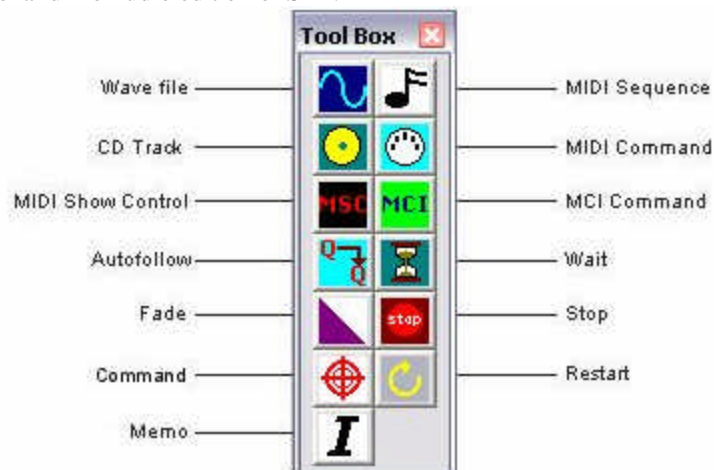 Tool Box
Wave file
MIDI Sequence
CD Track
MIDI Command
MIDI Show Control
MSC
MCI
MCI Command
Autofollow
Q
Q
Wait
Fade
stop
Stop
Command
Restart
Memo
I